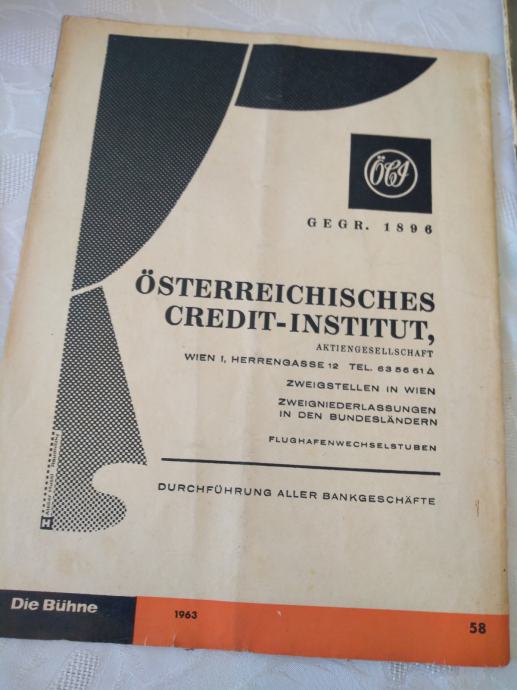 ÖCI
GEGR. 1896
ÖSTERREICHISCHES
CREDIT-INSTITUT,
AKTIENGESELLSCHAFT
WIEN I, HERRENGASSE 12 TEL. 63 56 61 Δ
ZWEIGSTELLEN IN WIEN
ZWEIGNIEDERLASSUNGEN
IN DEN BUNDESLÄNDERN
FLUGHAFENWECHSELSTUBEN
DURCHFÜHRUNG ALLER BANKGESCHÄFTE
H
Die Bühne
1963
58